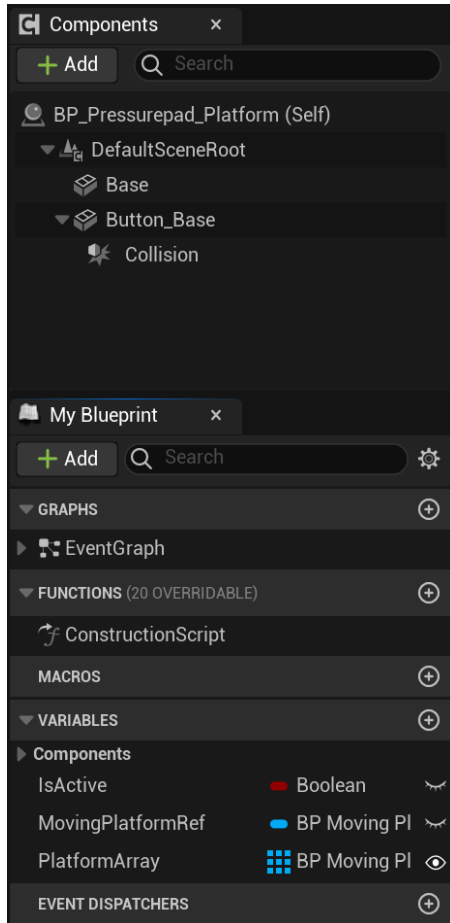 Components ×
+ Add Search
BP_Pressurepad_Platform (Self)
DefaultSceneRoot
Base
Button_Base
Collision
My Blueprint ×
+ Add Search
GRAPHS
EventGraph
FUNCTIONS (20 OVERRIDABLE)
ConstructionScript
MACROS
VARIABLES
Components
IsActive Boolean
MovingPlatformRef BP Moving Pl
PlatformArray BP Moving Pl
EVENT DISPATCHERS